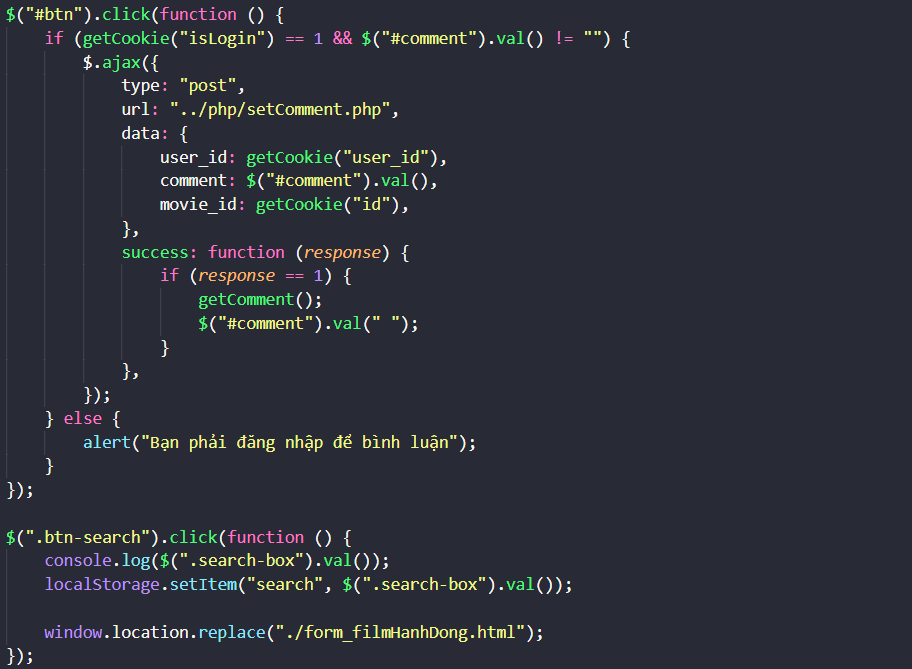 $("#btn").click(function () {
    if (getCookie("isLogin") == 1 && $("#comment").val() != "") {
        $.ajax({
            type: "post",
            url: "../php/setComment.php",
            data: {
                user_id: getCookie("user_id"),
                comment: $("#comment").val(),
                movie_id: getCookie("id"),
            },
            success: function (response) {
                if (response == 1) {
                    getComment();
                    $("#comment").val(" ");
                }
            },
        });
    } else {
        alert("Bạn phải đăng nhập để bình luận");
    }
});

$(".btn-search").click(function () {
    console.log($(".search-box").val());
    localStorage.setItem("search", $(".search-box").val());

    window.location.replace("./form_filmHanhDong.html");
});